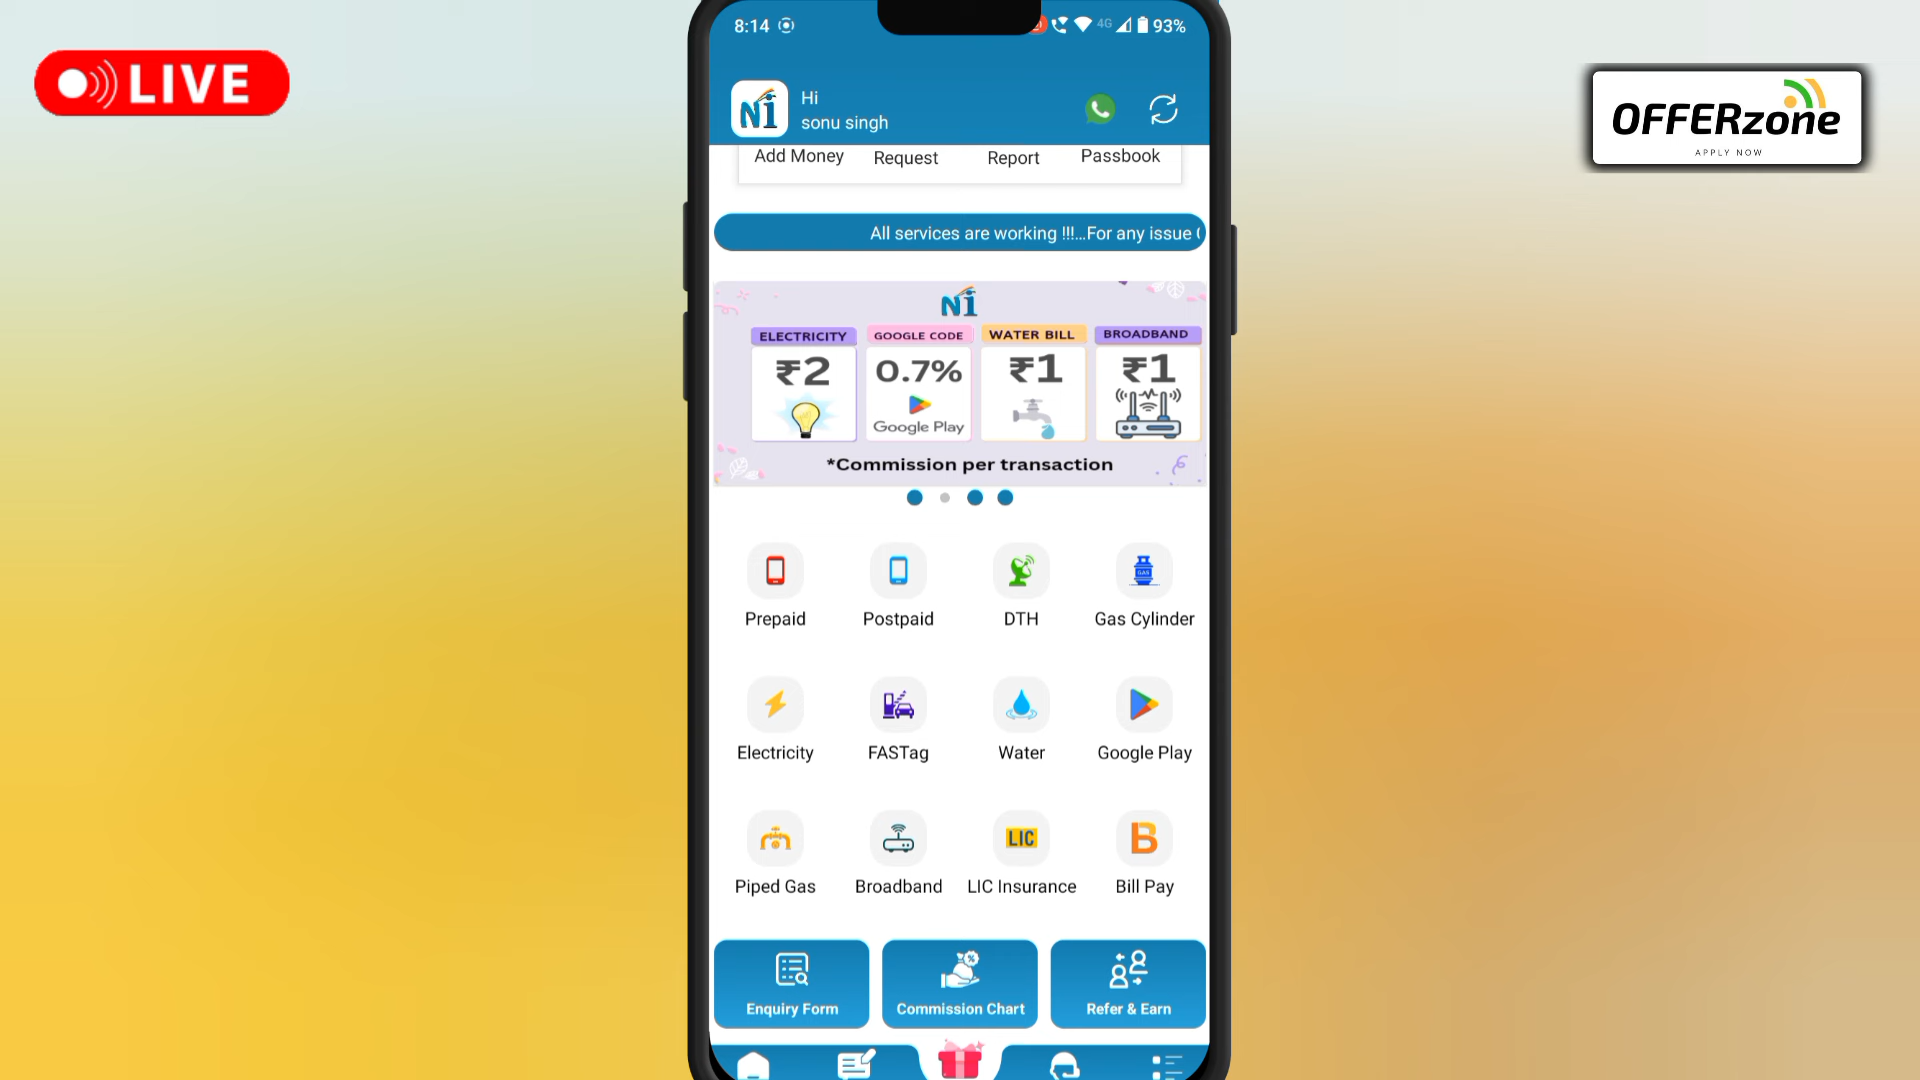 8:14
4G
93%
LIVE
Ni
Hi
sonu singh
OFFERzone
APPLY NOW
Add Money
Request
Report
Passbook
All services are working !!!...For any issue
Ni
ELECTRICITY
GOOGLE CODE
WATER BILL
BROADBAND
₹2
0.7%
₹1
₹1
Google Play
*Commission per transaction
GAS
Prepaid
Postpaid
DTH
Gas Cylinder
Electricity
FASTag
Water
Google Play
LIC
B
Piped Gas
Broadband
LIC Insurance
Bill Pay
Enquiry Form
Commission Chart
Refer & Earn